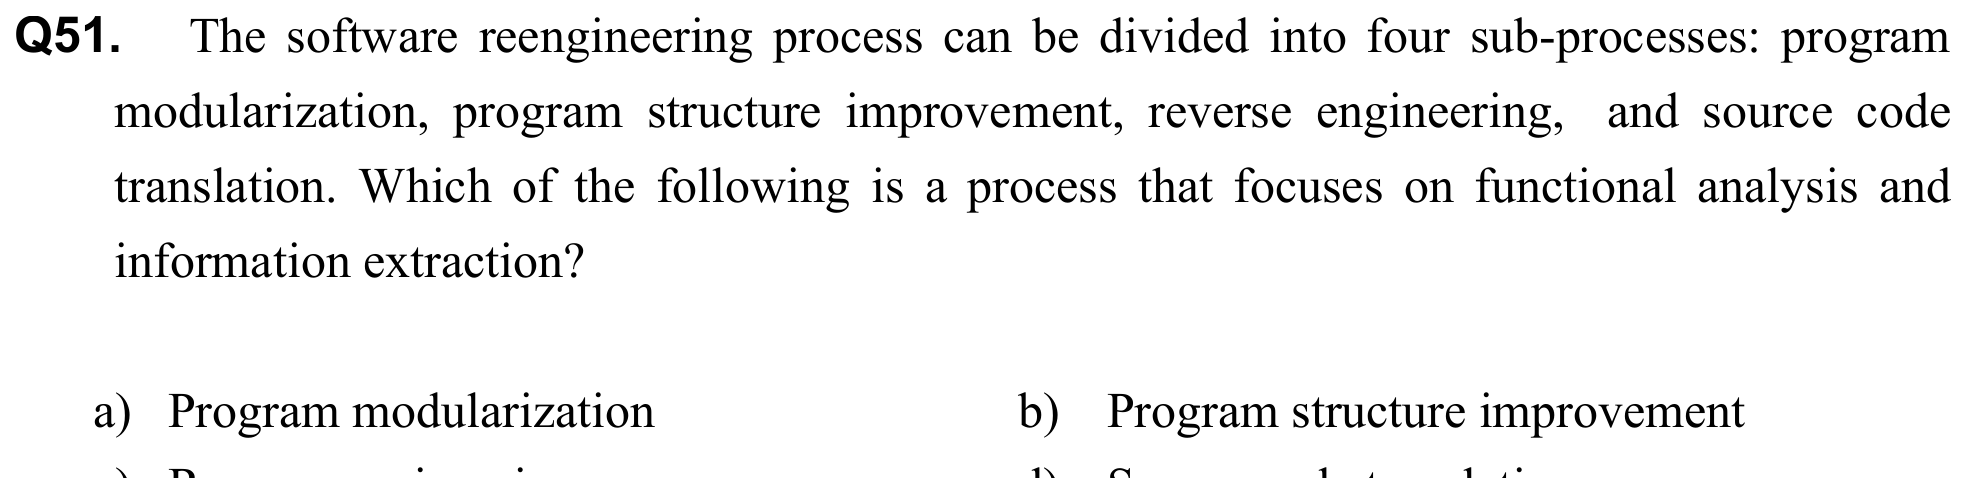 Q51. The software reengineering process can be divided into four sub-processes: program
modularization, program structure improvement, reverse engineering, and source code
translation. Which of the following is a process that focuses on functional analysis and
information extraction?
a) Program modularization b) Program structure improvement